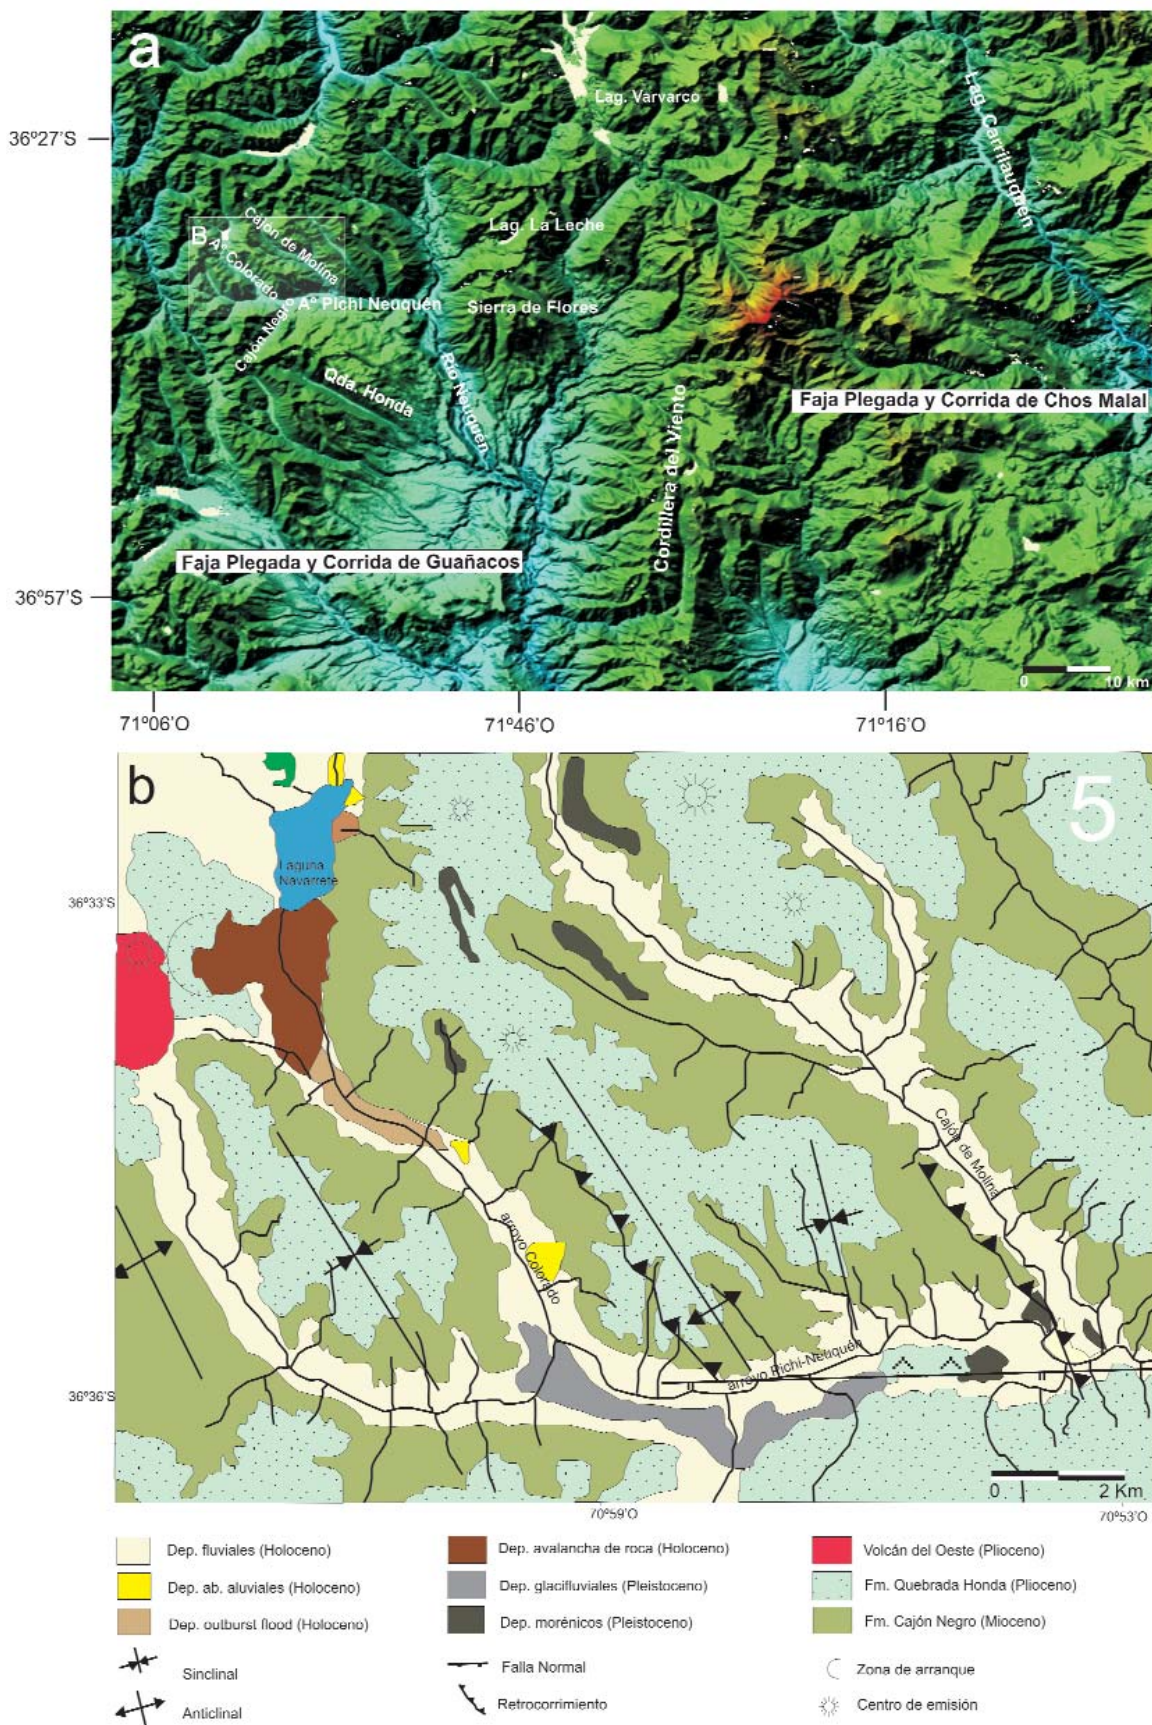 a
36º27'S
Lag. Varvarco
Lag. Carrilauquen
Cajón de Molina
B
Aº Colorado
Lag. La Leche
Aº Pichi Neuquén
Sierra de Flores
Cajón Negro
Qda. Honda
Río Neuquen
Faja Plegada y Corrida de Chos Malal
Cordillera del Viento
Faja Plegada y Corrida de Guañacos
36º57'S
0 10 km
71º06'O 71º46'O 71º16'O
b
5
Laguna
Navarrete
36º33'S
Cajón de Molina
arroyo Colorado
arroyo Pichi-Neuquén
36º36'S
0 2 Km
70º59'O 70º53'O
Dep. fluviales (Holoceno)
Dep. avalancha de roca (Holoceno)
Volcán del Oeste (Plioceno)
Dep. ab. aluviales (Holoceno)
Dep. glacifluviales (Pleistoceno)
Fm. Quebrada Honda (Plioceno)
Dep. outburst flood (Holoceno)
Dep. morénicos (Pleistoceno)
Fm. Cajón Negro (Mioceno)
Sinclinal
Falla Normal
Zona de arranque
Anticlinal
Retrocorrimiento
Centro de emisión